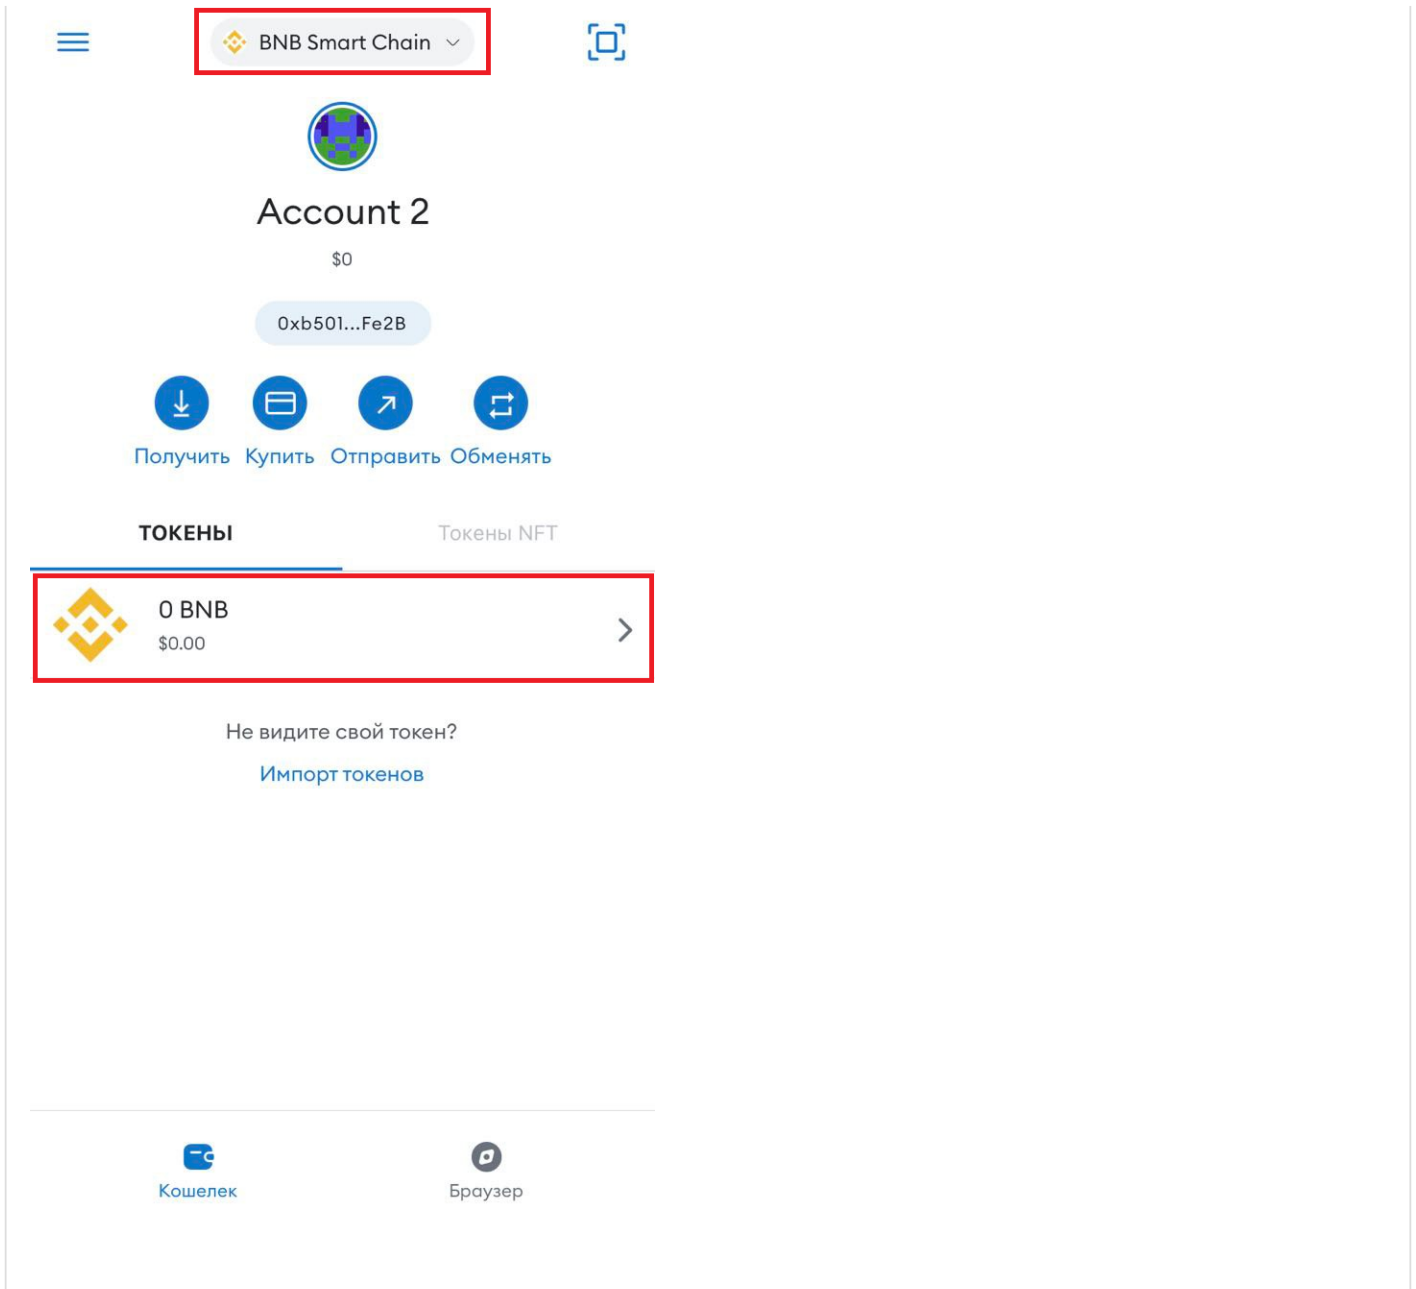 BNB Smart Chain
Account 2
$0
0xb501...Fe2B
Получить Купить Отправить Обменять
ТОКЕНЫ Токены NFT
0 BNB
$0.00
Не видите свой токен?
Импорт токенов
Кошелек Браузер